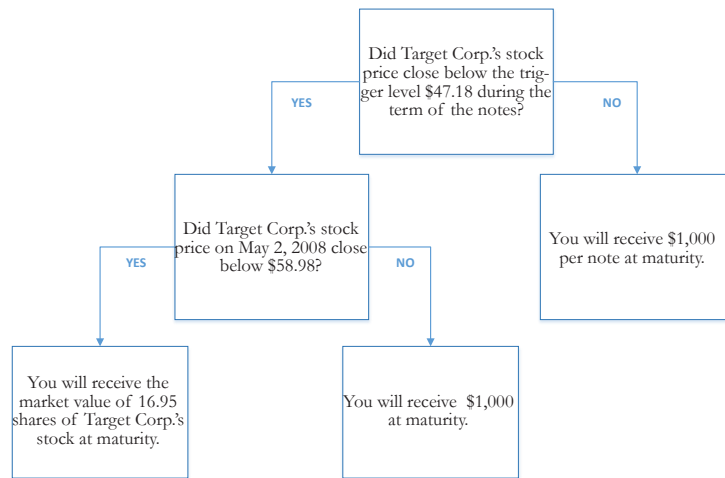 Did Target Corp.'s stock
price close below the trig-
ger level $47.18 during the
term of the notes?
YES
NO
Did Target Corp.'s stock
price on May 2, 2008 close
below $58.98?
You will receive $1,000
per note at maturity.
YES
NO
You will receive the
market value of 16.95
shares of Target Corp.'s
stock at maturity.
You will receive $1,000
at maturity.